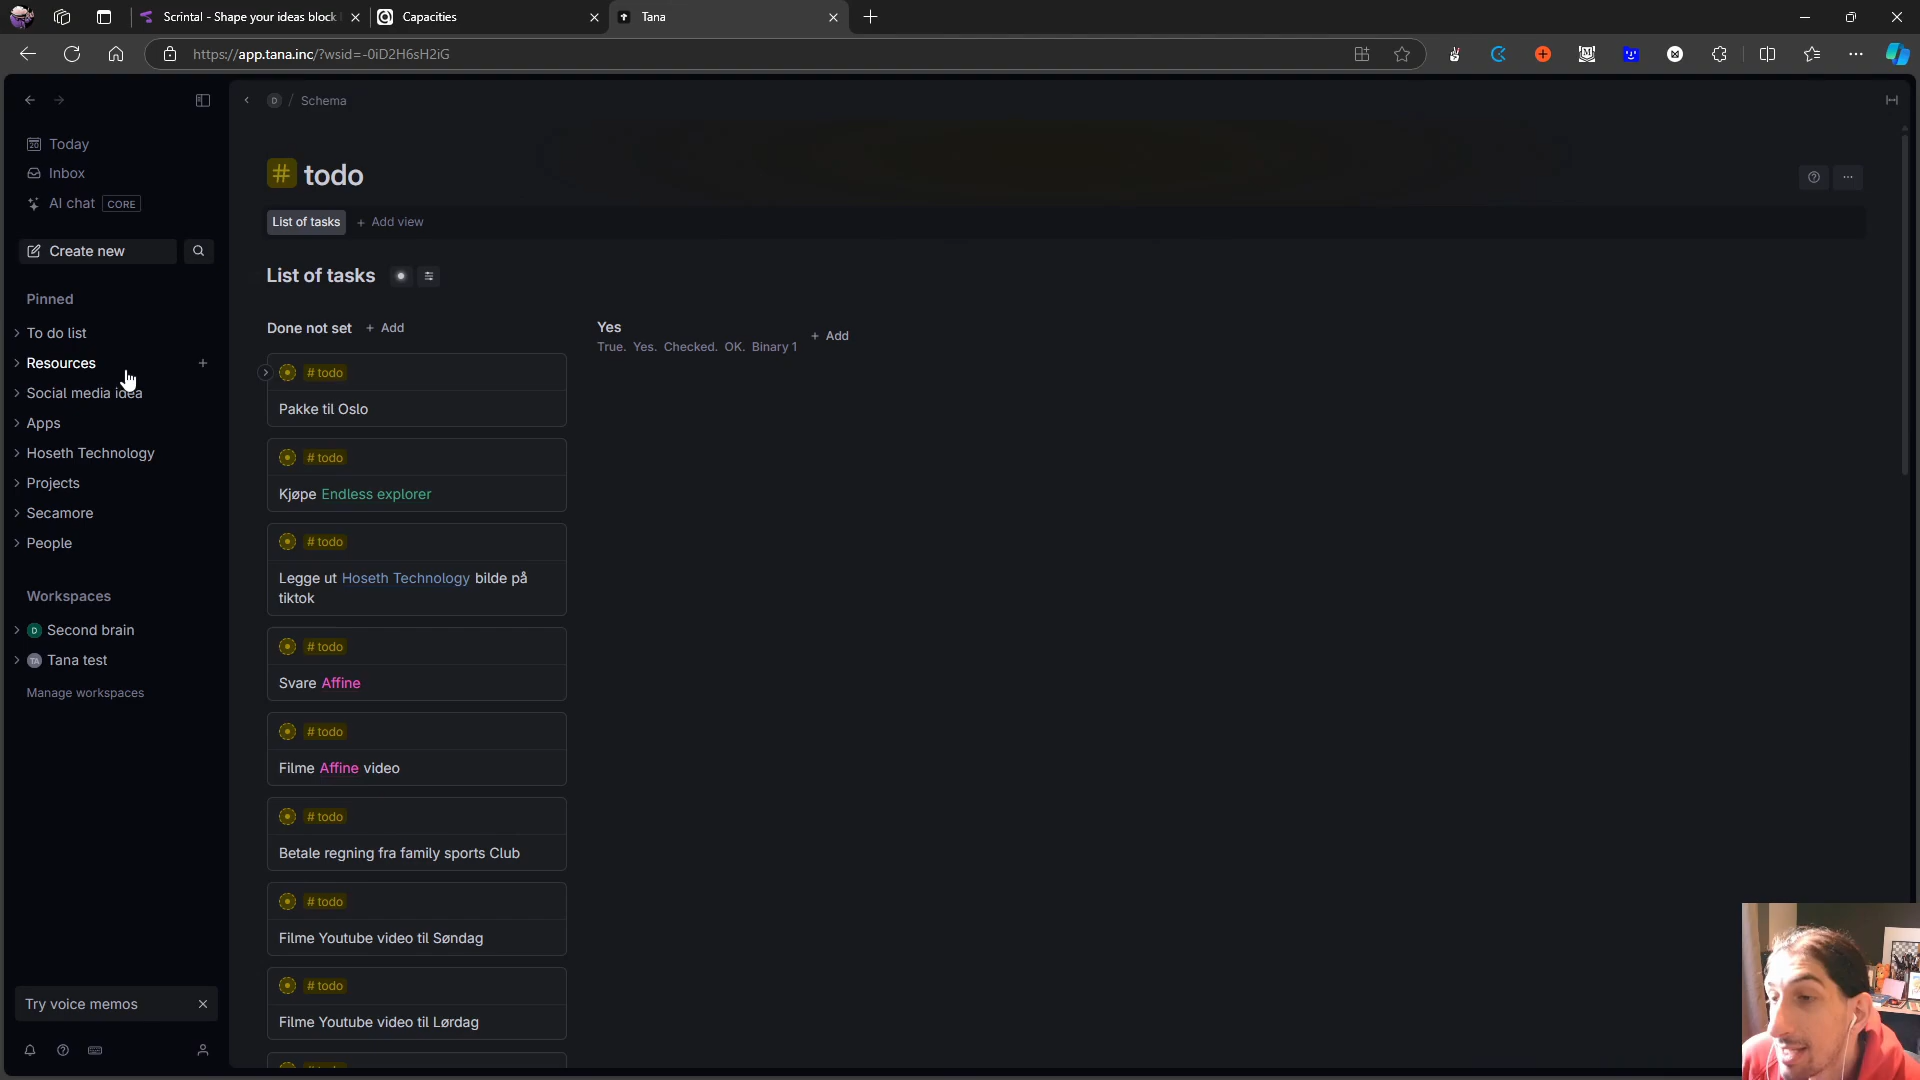 Scrintal - Shape your ideas block
Capacities
Tana
https://app.tana.inc/?wsid=-0iD2H6sH2iG
D / Schema
Today
Inbox
AI chat CORE
Create new
Pinned
To do list
Resources
Social media idea
Apps
Hoseth Technology
Projects
Secamore
People
Workspaces
D Second brain
TA Tana test
Manage workspaces
Try voice memos
# todo
List of tasks + Add view
List of tasks
Done not set + Add
# todo
Pakke til Oslo
# todo
Kjøpe Endless explorer
# todo
Legge ut Hoseth Technology bilde på
tiktok
# todo
Svare Affine
# todo
Filme Affine video
# todo
Betale regning fra family sports Club
# todo
Filme Youtube video til Søndag
# todo
Filme Youtube video til Lørdag
Yes
True. Yes. Checked. OK. Binary 1
+ Add